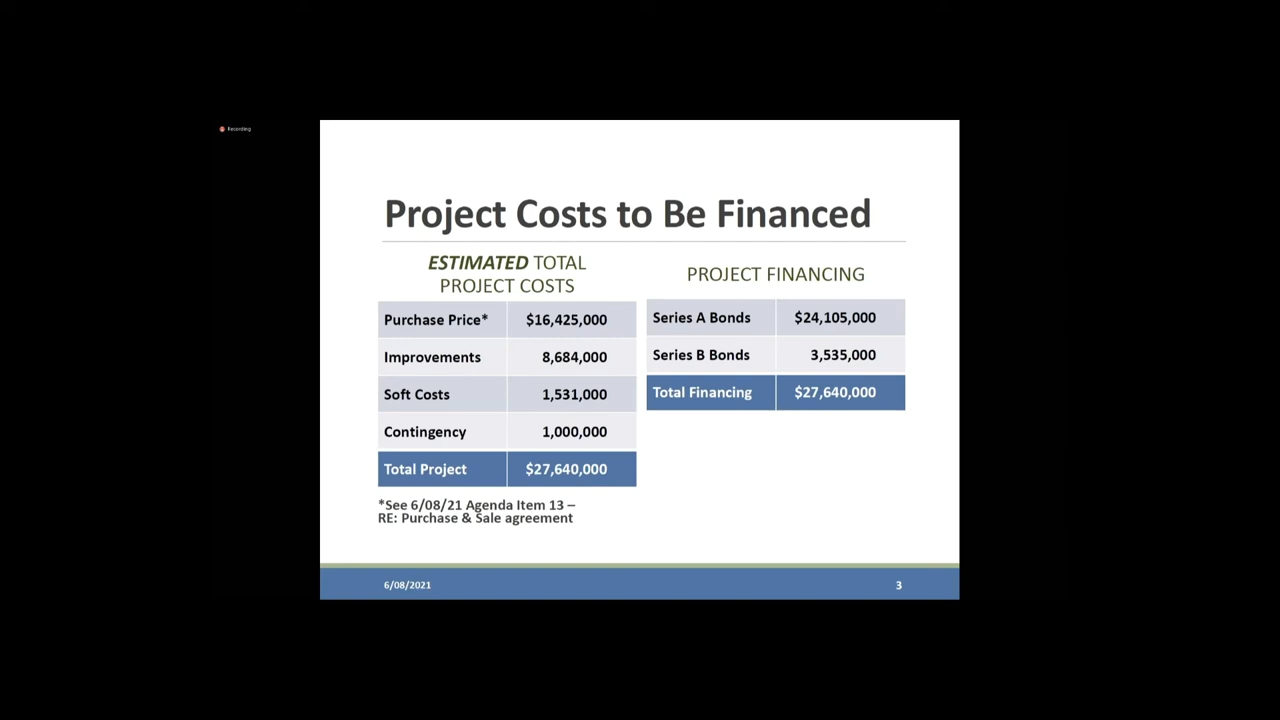 Recording
Project Costs to Be Financed
ESTIMATED TOTAL
PROJECT COSTS
Purchase Price* $16,425,000
Improvements 8,684,000
Soft Costs 1,531,000
Contingency 1,000,000
Total Project $27,640,000
*See 6/08/21 Agenda Item 13 –
RE: Purchase & Sale agreement
PROJECT FINANCING
Series A Bonds $24,105,000
Series B Bonds 3,535,000
Total Financing $27,640,000
6/08/2021 3